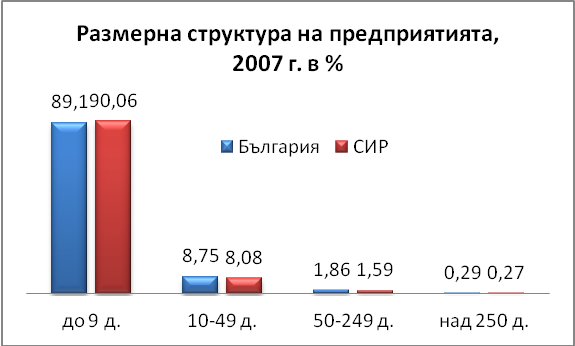 Размерна структура на предприятията,
2007 г. в %
89,1 90,06
България СИР
8,75 8,08
1,86 1,59
0,29 0,27
до 9 д. 10-49 д. 50-249 д. над 250 д.